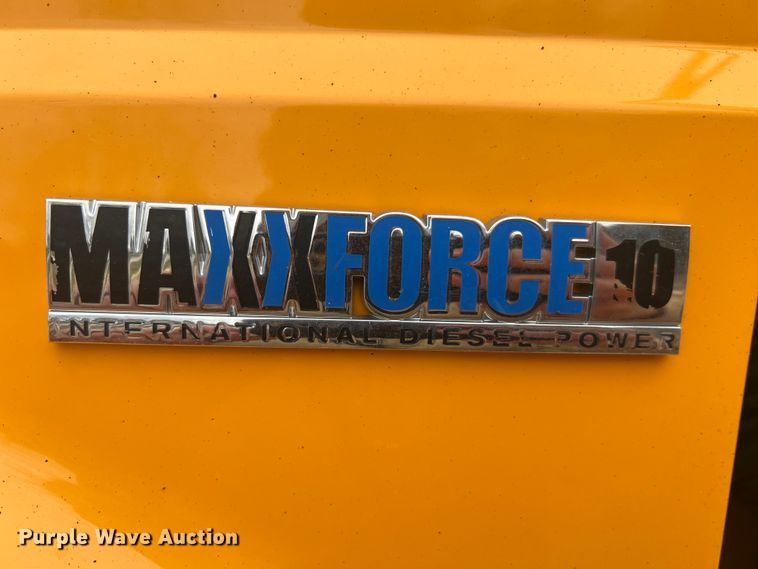 MAXXFORCE 10
INTERNATIONAL DIESEL POWER
Purple Wave Auction